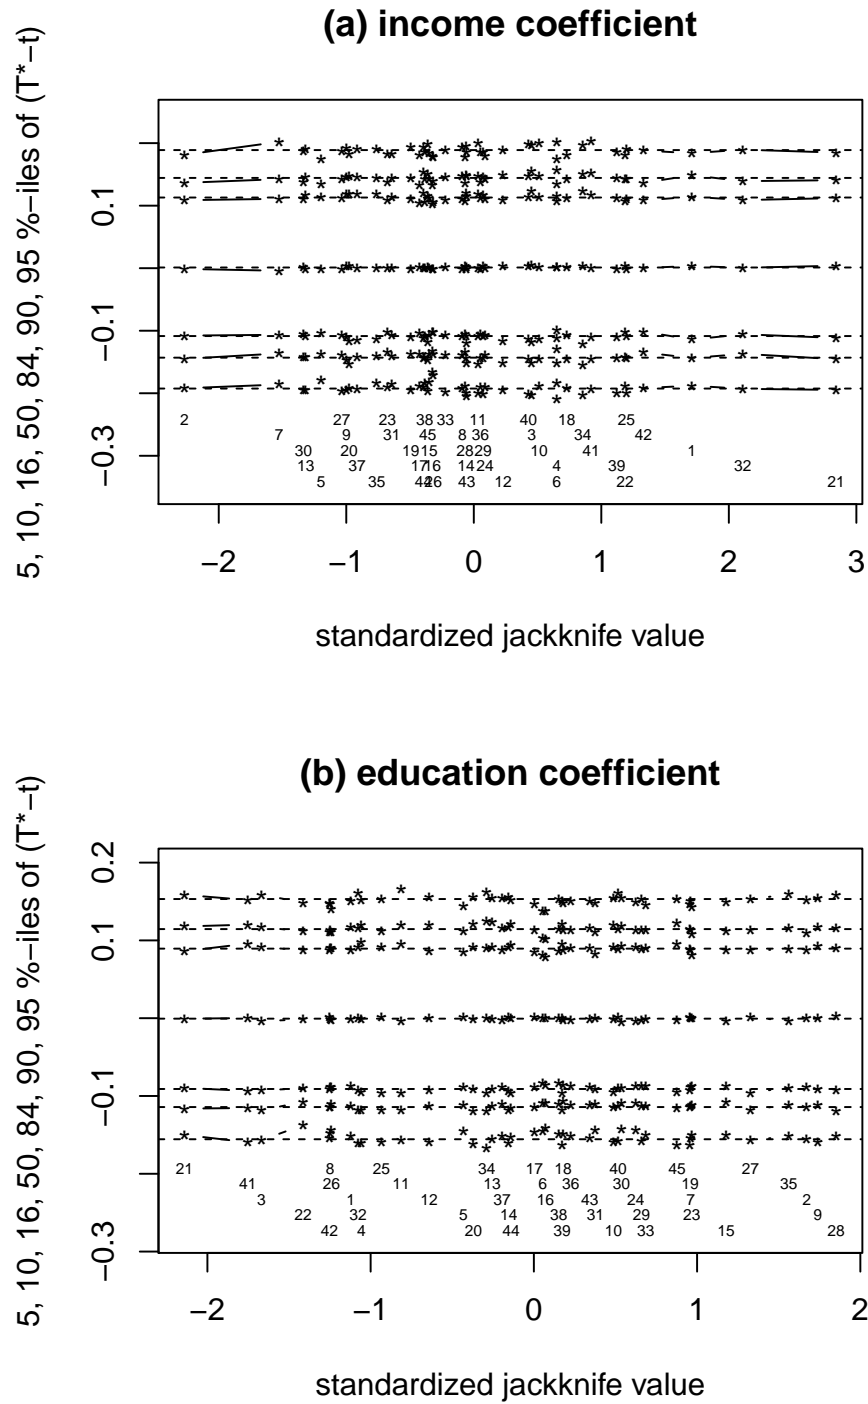 (a) income coefficient
5, 10, 16, 50, 84, 90, 95 %−iles of (T*−t)
0.1
−0.1
−0.3
2 27 23 38 33 11 40 18 25
7 9 31 45 8 36 3 34 42
30 20 19 15 28 29 10 41 1
13 37 17 16 14 24 4 39 32
5 35 44 26 43 12 6 22 21
−2 −1 0 1 2 3
standardized jackknife value
(b) education coefficient
5, 10, 16, 50, 84, 90, 95 %−iles of (T*−t)
0.2
0.1
−0.1
−0.3
21 8 25 34 17 18 40 45 27
41 26 11 13 6 36 30 19 35
3 1 12 37 16 43 24 7 2
22 32 5 14 38 31 29 23 9
42 4 20 44 39 10 33 15 28
−2 −1 0 1 2
standardized jackknife value